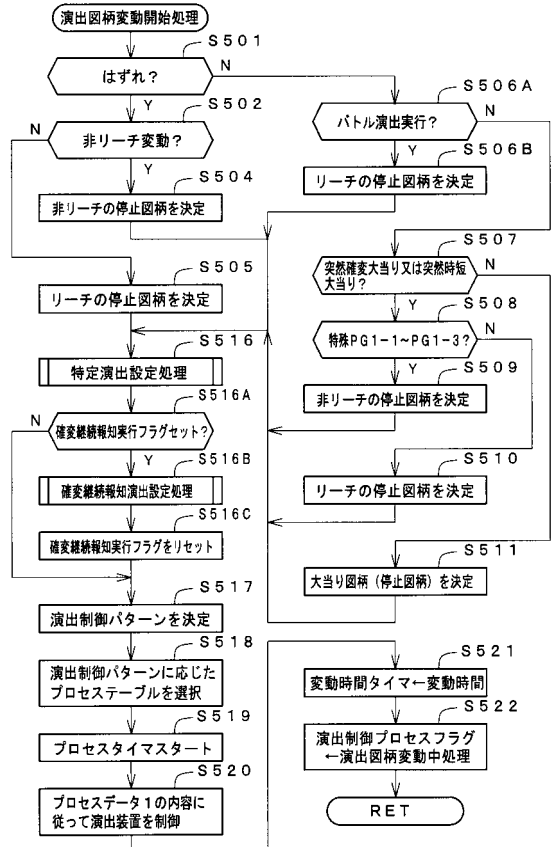 演出図柄変動開始処理
S501
はずれ？
N
Y
S502
非リーチ変動？
N
Y
S504
非リーチの停止図柄を決定
S505
リーチの停止図柄を決定
S516
特定演出設定処理
S516A
確変継続報知実行フラグセット？
N
Y
S516B
確変継続報知演出設定処理
S516C
確変継続報知実行フラグをリセット
S517
演出制御パターンを決定
S518
演出制御パターンに応じた
プロセステーブルを選択
S519
プロセスタイマスタート
S520
プロセスデータ１の内容に
従って演出装置を制御
S506A
バトル演出実行？
N
Y
S506B
リーチの停止図柄を決定
S507
突然確変大当り又は突然時短
大当り？
N
Y
S508
特殊PG1-1～PG1-3？
N
Y
S509
非リーチの停止図柄を決定
S510
リーチの停止図柄を決定
S511
大当り図柄（停止図柄）を決定
S521
変動時間タイマ←変動時間
S522
演出制御プロセスフラグ
←演出図柄変動中処理
RET